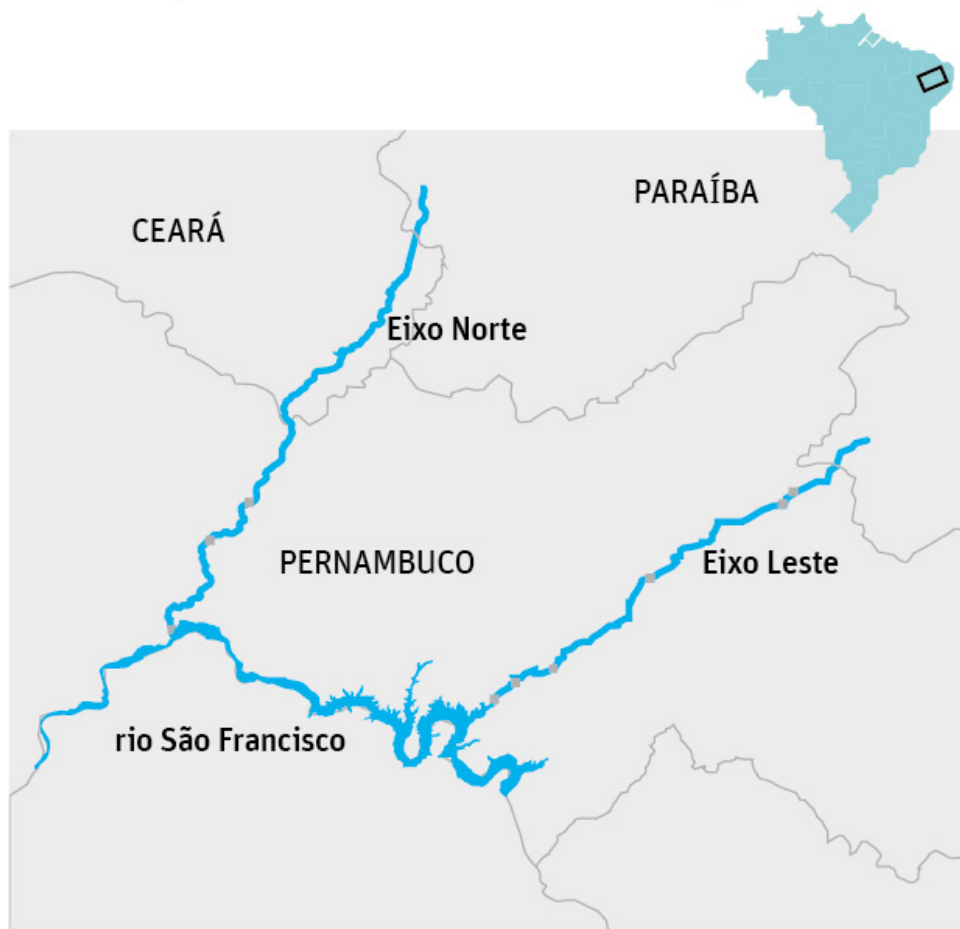 PARAÍBA
CEARÁ
Eixo Norte
PERNAMBUCO
Eixo Leste
rio São Francisco